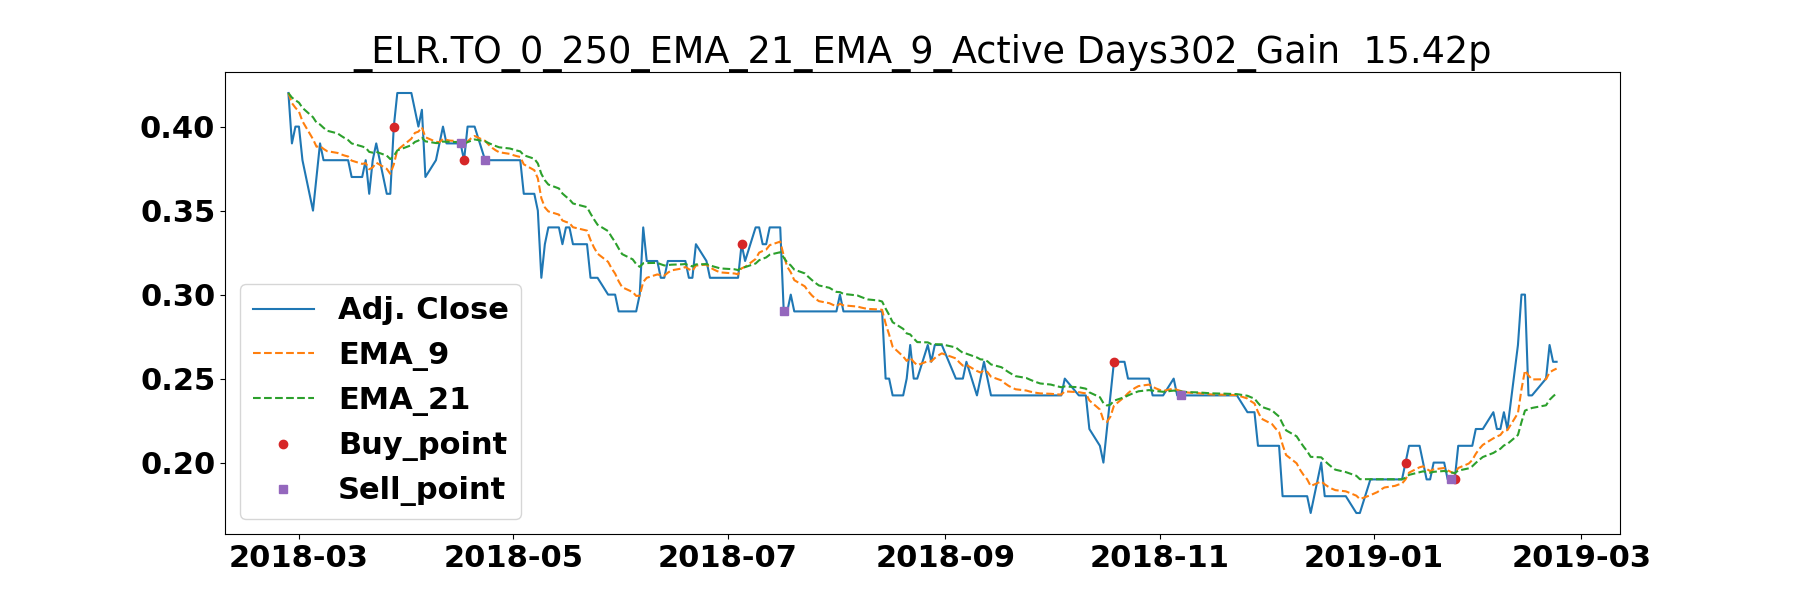 _ELR.TO_0_250_EMA_21_EMA_9_Active Days302_Gain  15.42p
0.40
0.35
0.30
0.25
0.20
Adj. Close
EMA_9
EMA_21
Buy_point
Sell_point
2018-03 2018-05 2018-07 2018-09 2018-11 2019-01 2019-03